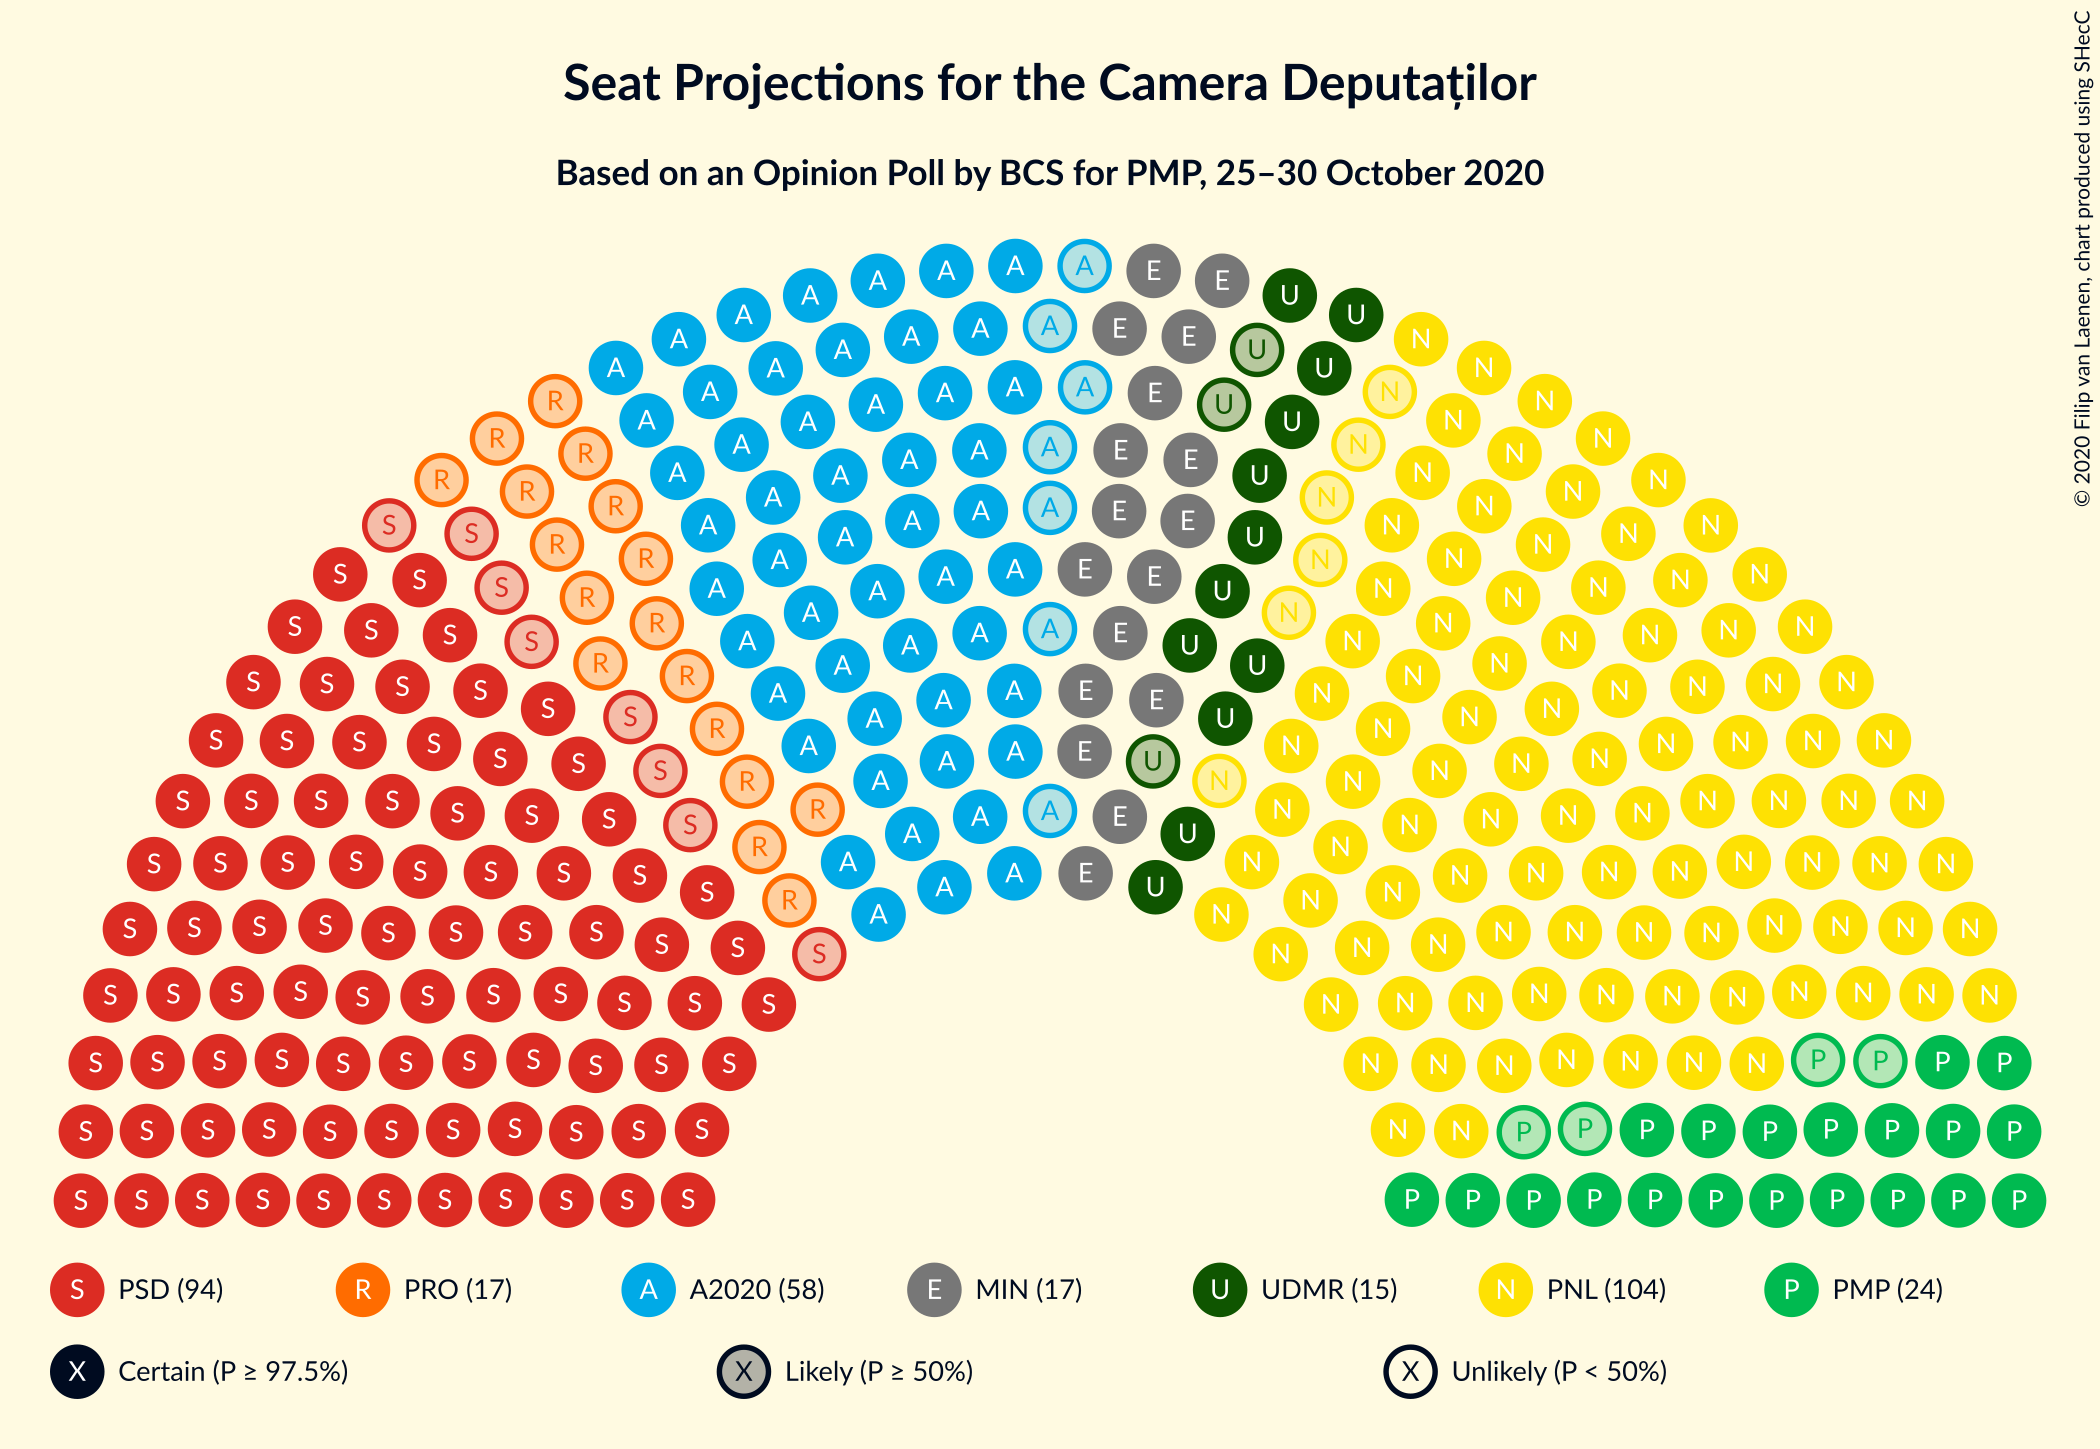 Seat Projections for the Camera Deputaților
Based on an Opinion Poll by BCS for PMP, 25–30 October 2020
© 2020 Filip van Laenen, chart produced using SHecC
S PSD (94) R PRO (17) A A2020 (58) E MIN (17) U UDMR (15) N PNL (104) P PMP (24)
X Certain (P ≥ 97.5%) X Likely (P ≥ 50%) X Unlikely (P < 50%)